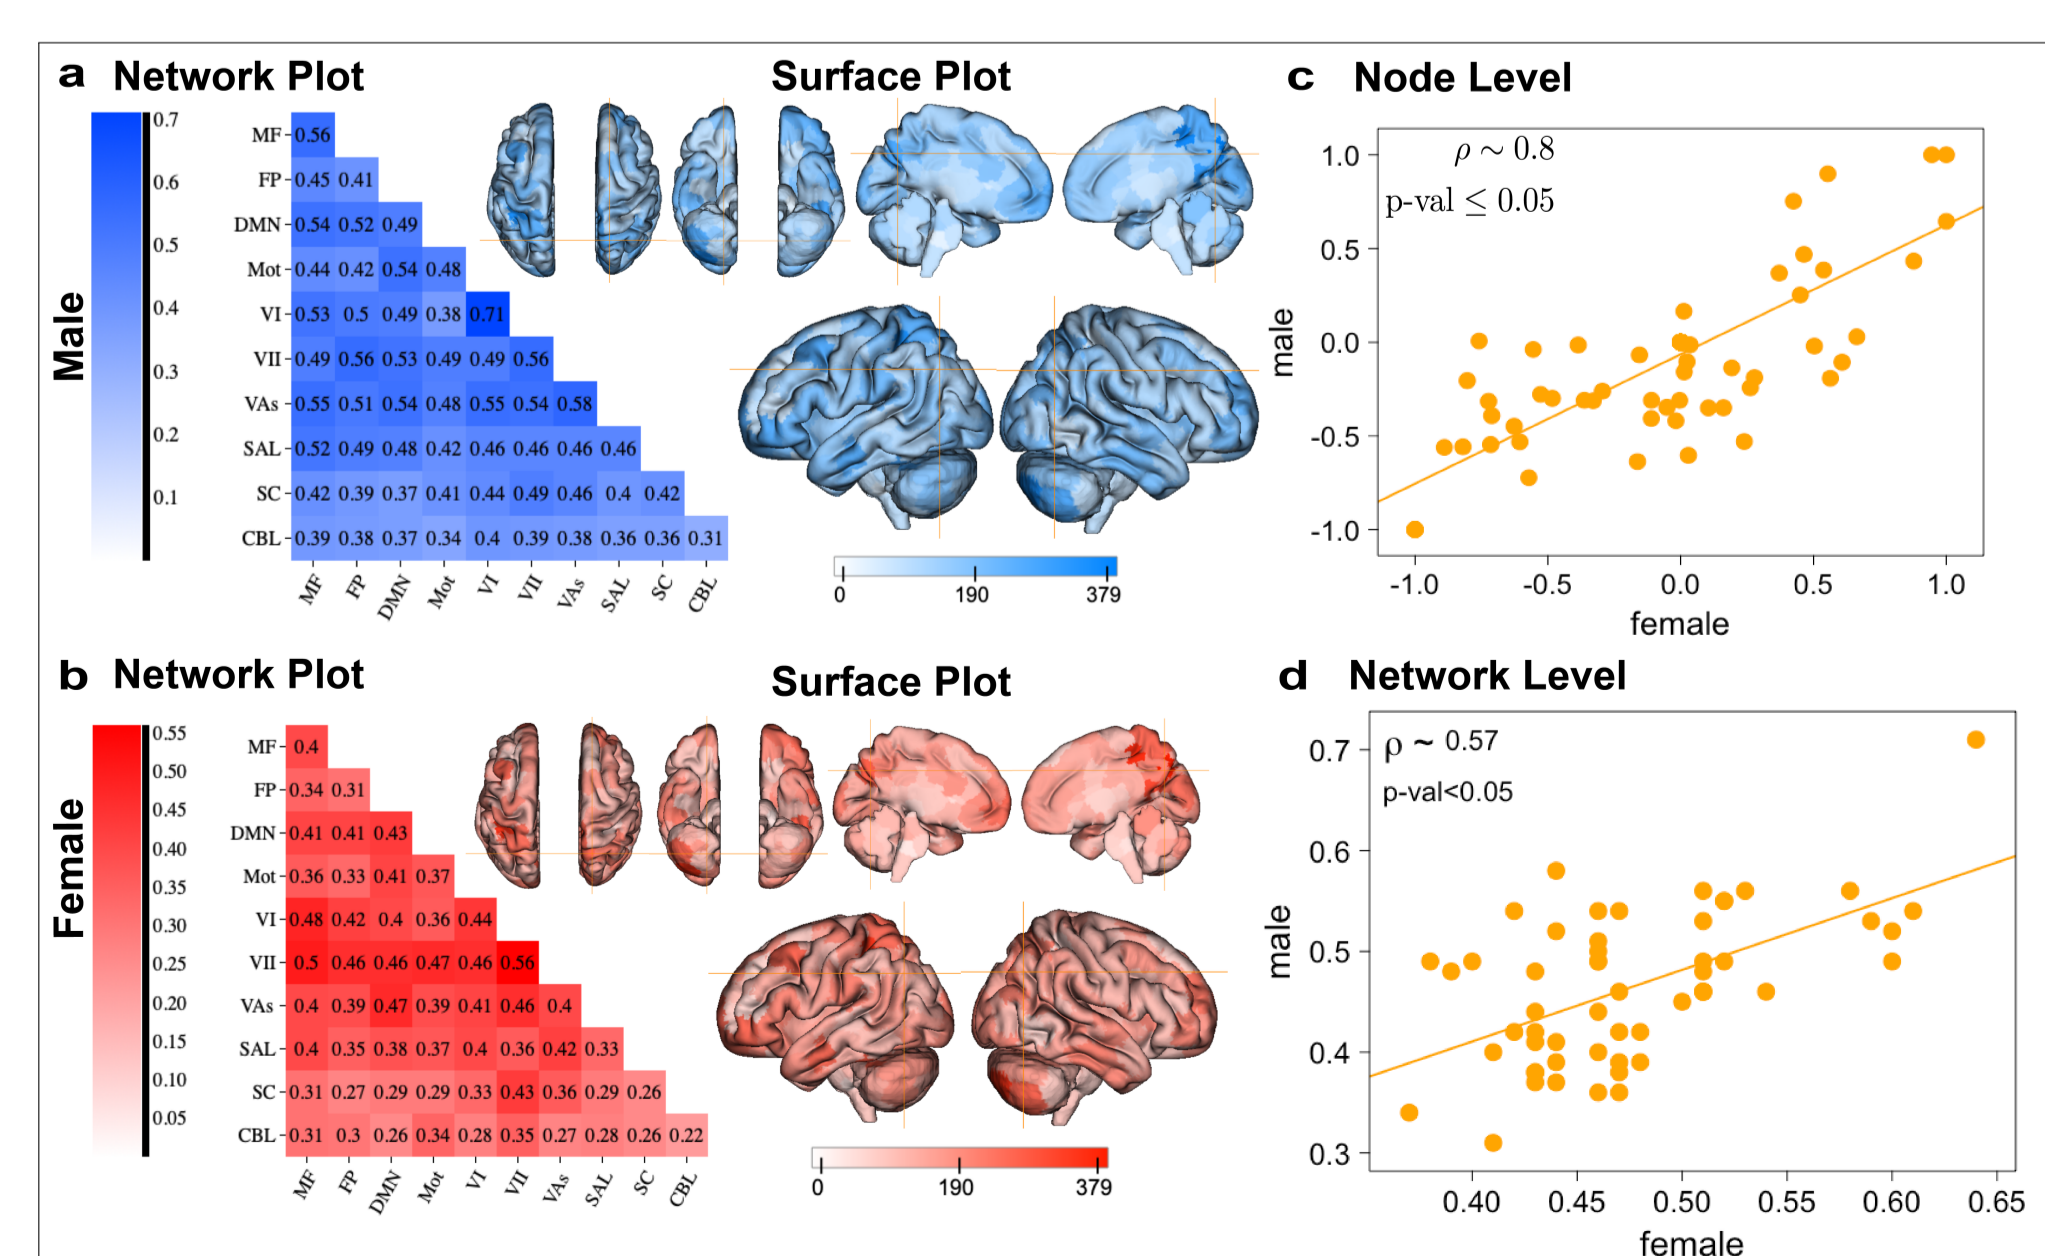 a Network Plot
Surface Plot
Male
0.7
0.6
0.5
0.4
0.3
0.2
0.1
MF 0.56
FP 0.45 0.41
DMN 0.54 0.52 0.49
Mot 0.44 0.42 0.54 0.48
VI 0.53 0.5 0.49 0.38 0.71
VII 0.49 0.56 0.53 0.49 0.49 0.56
VAs 0.55 0.51 0.54 0.48 0.55 0.54 0.58
SAL 0.52 0.49 0.48 0.42 0.46 0.46 0.46 0.46
SC 0.42 0.39 0.37 0.41 0.44 0.49 0.46 0.4 0.42
CBL 0.39 0.38 0.37 0.34 0.4 0.39 0.38 0.36 0.36 0.31
MF FP DMN Mot VI VII VAs SAL SC CBL
0 190 379
c Node Level
ρ ∼ 0.8
p-val ≤ 0.05
male
1.0
0.5
0.0
-0.5
-1.0
-1.0 -0.5 0.0 0.5 1.0
female
b Network Plot
Surface Plot
Female
0.55
0.50
0.45
0.40
0.35
0.30
0.25
0.20
0.15
0.10
0.05
MF 0.4
FP 0.34 0.31
DMN 0.41 0.41 0.43
Mot 0.36 0.33 0.41 0.37
VI 0.48 0.42 0.4 0.36 0.44
VII 0.5 0.46 0.46 0.47 0.46 0.56
VAs 0.4 0.39 0.47 0.39 0.41 0.46 0.4
SAL 0.4 0.35 0.38 0.37 0.4 0.36 0.42 0.33
SC 0.31 0.27 0.29 0.29 0.33 0.43 0.36 0.29 0.26
CBL 0.31 0.3 0.26 0.34 0.28 0.35 0.27 0.28 0.26 0.22
MF FP DMN Mot VI VII VAs SAL SC CBL
0 190 379
d Network Level
ρ ~ 0.57
p-val<0.05
male
0.7
0.6
0.5
0.4
0.3
0.40 0.45 0.50 0.55 0.60 0.65
female